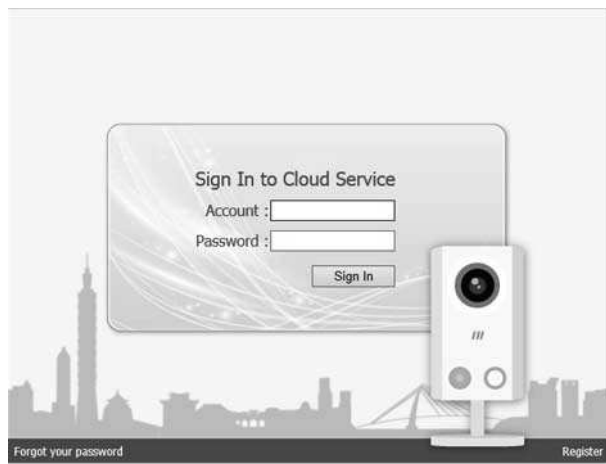 Sign In to Cloud Service
Account :
Password :
Sign In
Forgot your password
Register